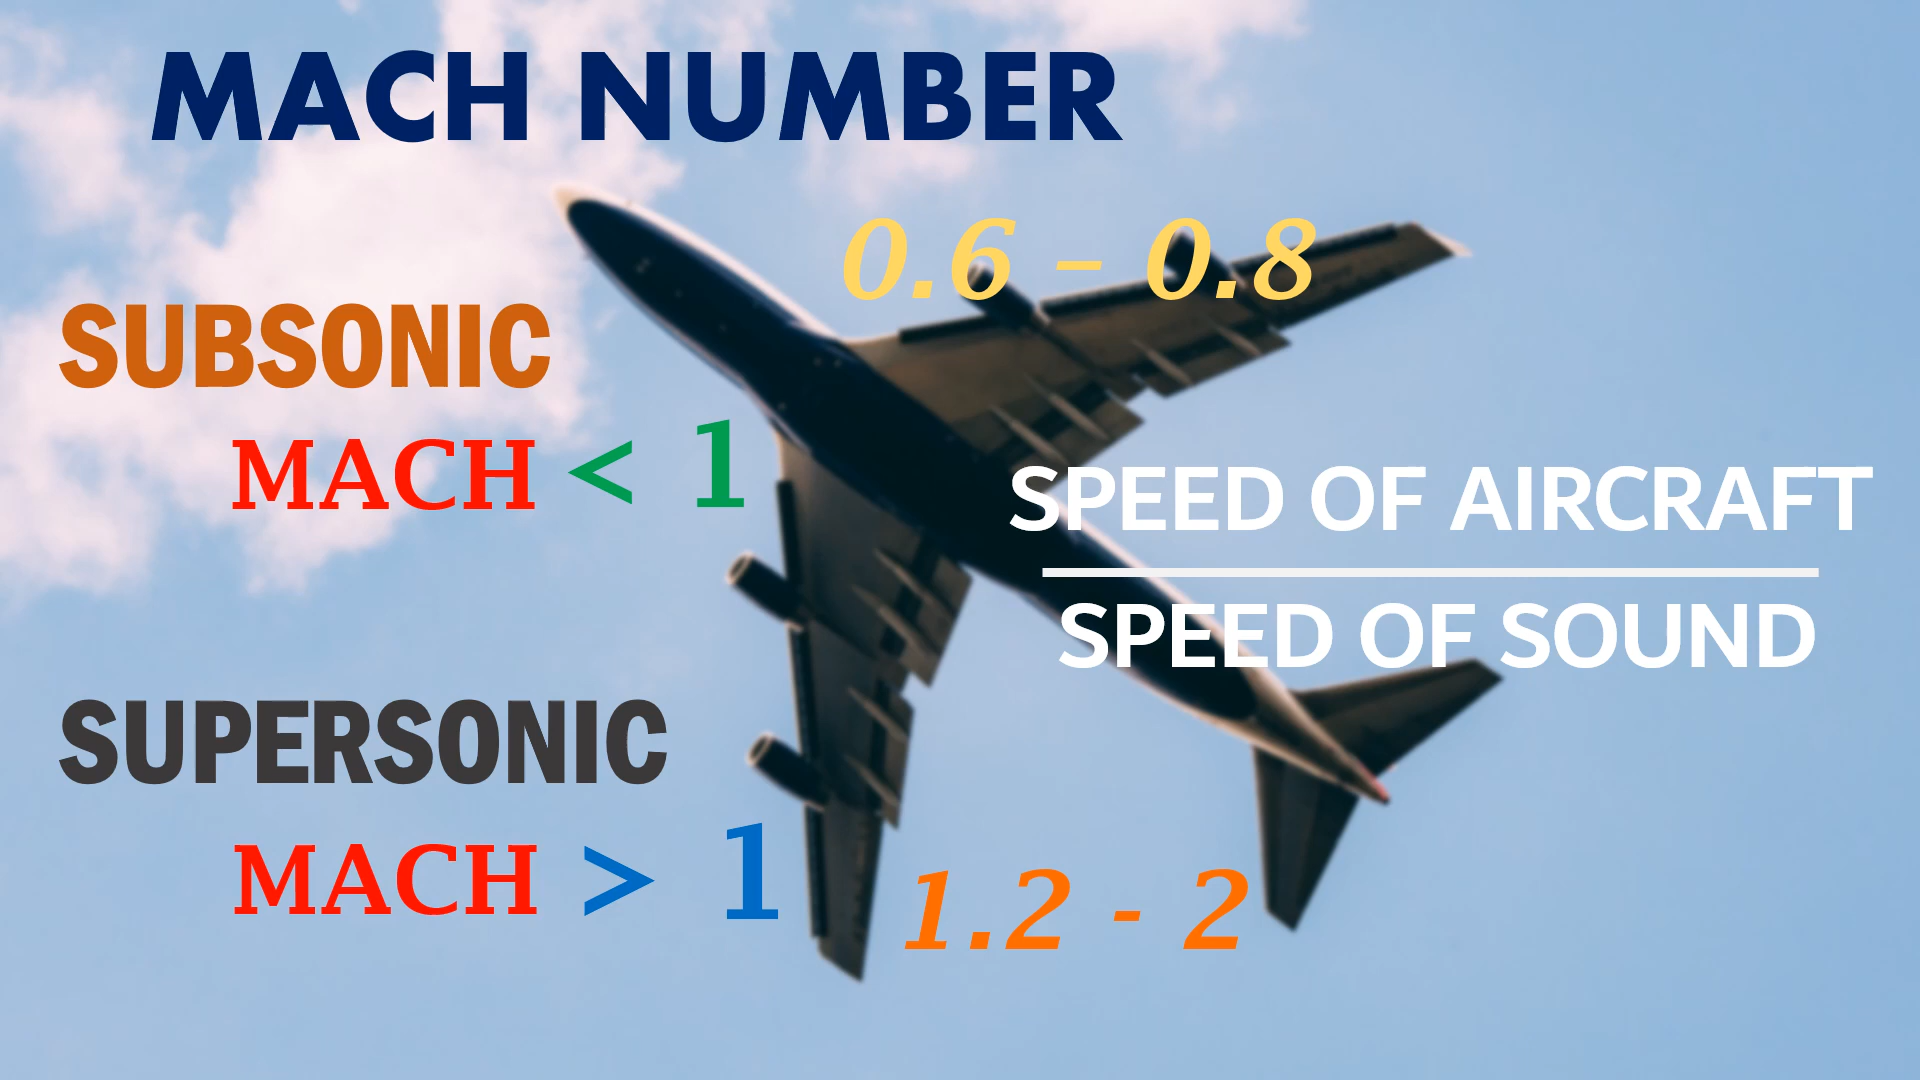 MACH NUMBER
0.6 – 0.8
SUBSONIC
MACH < 1
SPEED OF AIRCRAFT
SPEED OF SOUND
SUPERSONIC
MACH > 1
1.2 - 2